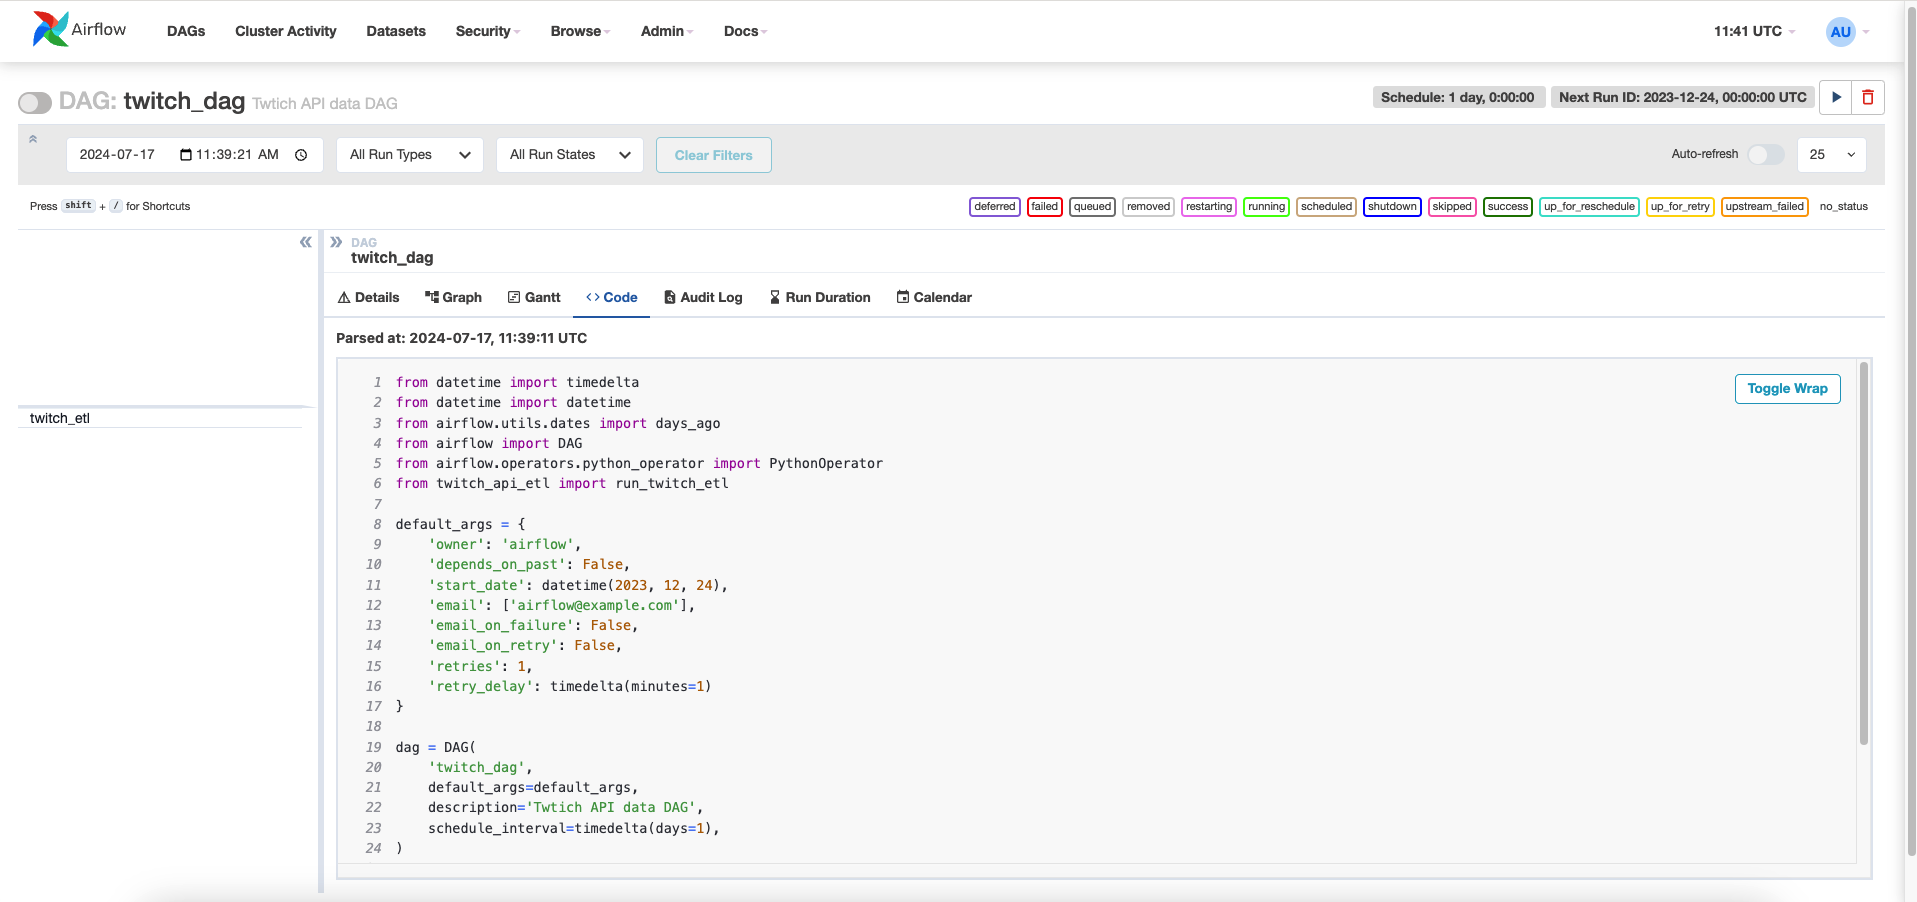 Airflow DAGs Cluster Activity Datasets Security Browse Admin Docs 11:41 UTC AU
DAG: twitch_dag Twtich API data DAG Schedule: 1 day, 0:00:00 Next Run ID: 2023-12-24, 00:00:00 UTC
2024-07-17 11:39:21 AM All Run Types All Run States Clear Filters Auto-refresh 25
Press shift + / for Shortcuts deferred failed queued removed restarting running scheduled shutdown skipped success up_for_reschedule up_for_retry upstream_failed no_status
DAG
twitch_dag
Details Graph Gantt Code Audit Log Run Duration Calendar
Parsed at: 2024-07-17, 11:39:11 UTC
twitch_etl
Toggle Wrap
1 from datetime import timedelta
2 from datetime import datetime
3 from airflow.utils.dates import days_ago
4 from airflow import DAG
5 from airflow.operators.python_operator import PythonOperator
6 from twitch_api_etl import run_twitch_etl
7
8 default_args = {
9     'owner': 'airflow',
10     'depends_on_past': False,
11     'start_date': datetime(2023, 12, 24),
12     'email': ['airflow@example.com'],
13     'email_on_failure': False,
14     'email_on_retry': False,
15     'retries': 1,
16     'retry_delay': timedelta(minutes=1)
17 }
18
19 dag = DAG(
20     'twitch_dag',
21     default_args=default_args,
22     description='Twtich API data DAG',
23     schedule_interval=timedelta(days=1),
24 )